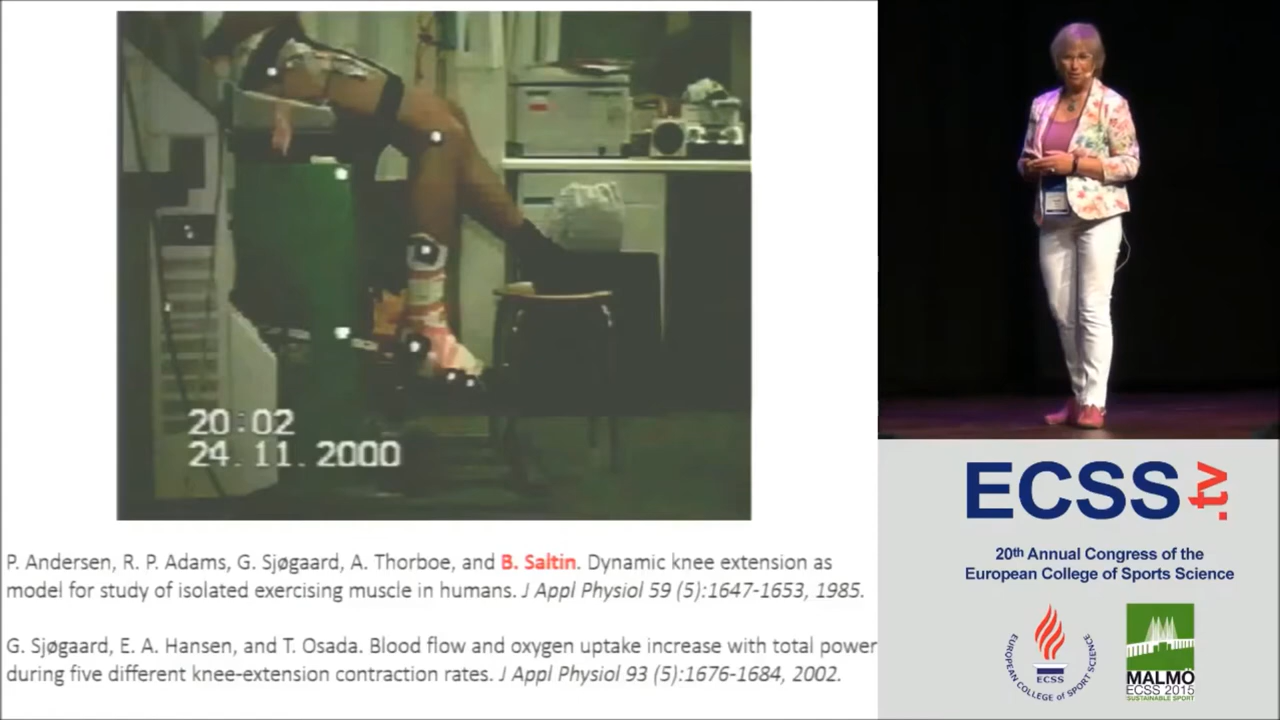 20:02
24.11.2000
P. Andersen, R. P. Adams, G. Sjøgaard, A. Thorboe, and B. Saltin. Dynamic knee extension as
model for study of isolated exercising muscle in humans. J Appl Physiol 59 (5):1647-1653, 1985.
G. Sjøgaard, E. A. Hansen, and T. Osada. Blood flow and oxygen uptake increase with total power
during five different knee-extension contraction rates. J Appl Physiol 93 (5):1676-1684, 2002.
ECSS.tv
20th Annual Congress of the
European College of Sports Science
EUROPEAN COLLEGE OF SPORT SCIENCE
ECSS
MALMÖ
ECSS 2015
SUSTAINABLE SPORT